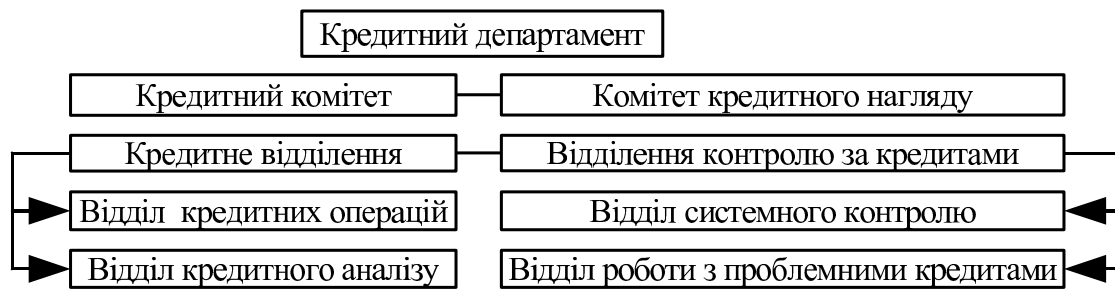 Кредитний департамент
Кредитний комітет
Комітет кредитного нагляду
Кредитне відділення
Відділення контролю за кредитами
Відділ кредитних операцій
Відділ системного контролю
Відділ кредитного аналізу
Відділ роботи з проблемними кредитами